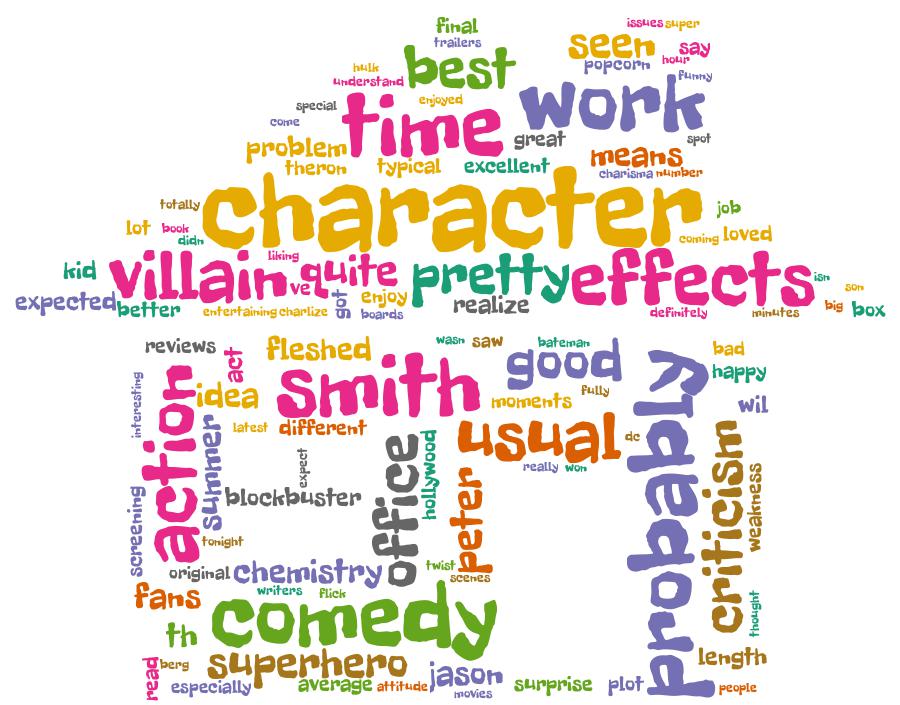 final
issues super
trailers
seen
say
best
popcorn
hour
hulk
funny
understand
work
special
time
enjoyed
come
great
spot
problem
means
theron
typical
excellent
charisma number
totally
character
job
lot
book
didn
coming loved
liking
kid
villain
ve
quite
pretty
effects
isn
son
expected
better
entertaining charlize
got
enjoy
boards
realize
definitely
minutes
big
box
reviews
act
fleshed
wasn
saw
bateman
good
bad
happy
interesting
action
idea
smith
moments
fully
probably
wil
summer
latest
different
office
hollywood
usual
dc
criticism
expect
peter
really
won
weakness
screening
blockbuster
tonight
original
chemistry
twist
scenes
fans
writers
flick
thought
th
comedy
read
berg
superhero
length
especially
average
attitude
jason
movies
surprise
plot
people